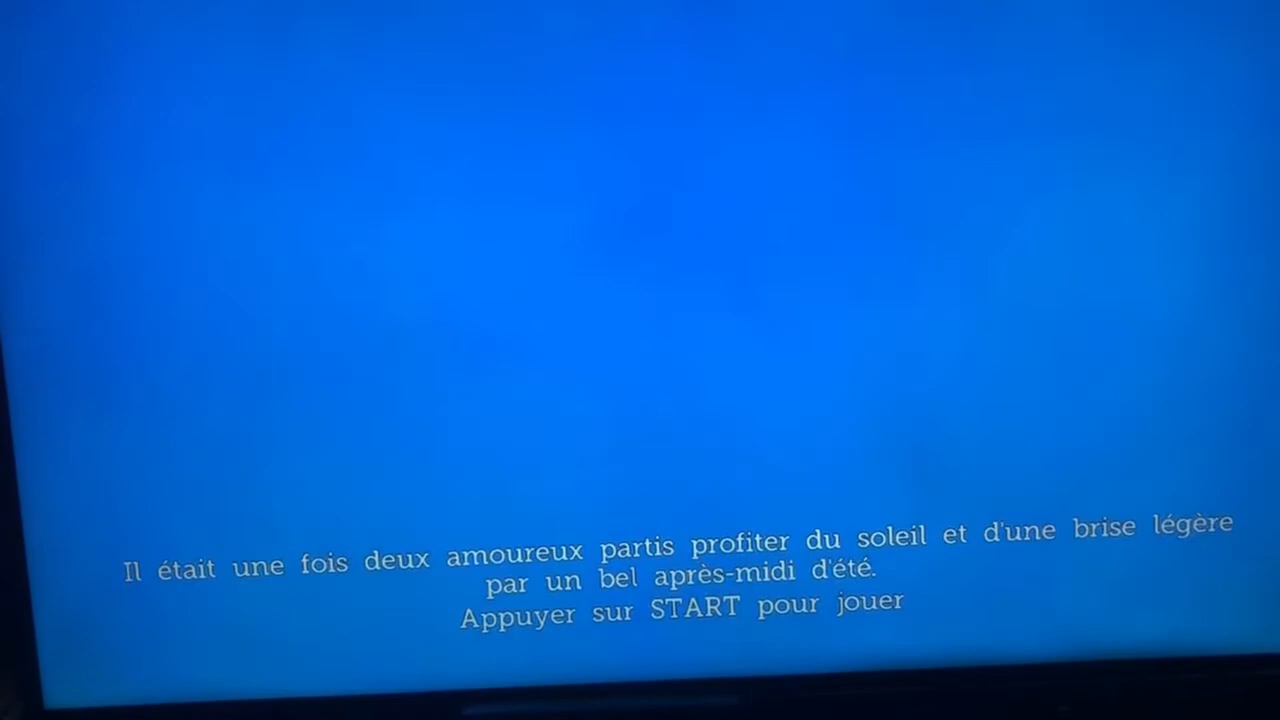 Il était une fois deux amoureux partis profiter du soleil et d'une brise légère
par un bel après-midi d'été.
Appuyer sur START pour jouer